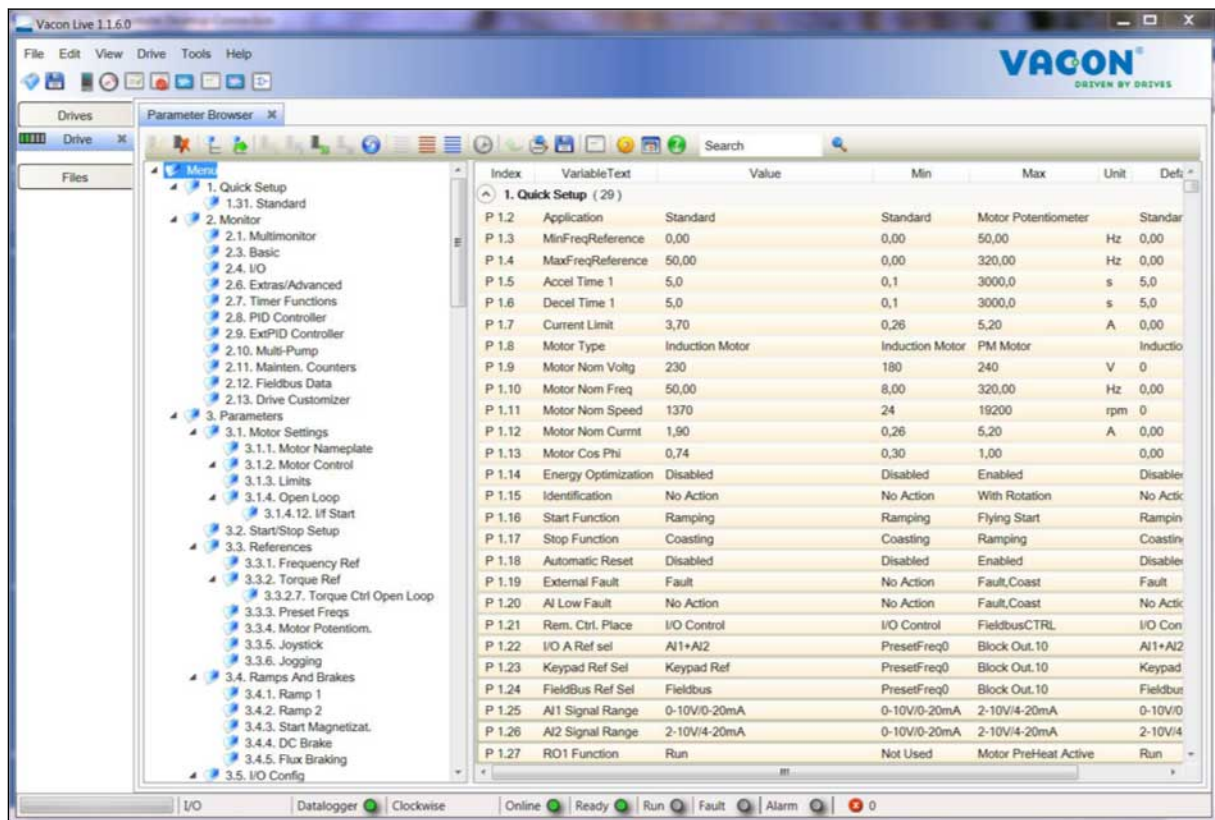 Vacon Live 1.1.6.0
File Edit View Drive Tools Help
VACON®
DRIVEN BY DRIVES
Drives
Drive
Files
Parameter Browser
Search
Menu
1. Quick Setup
1.31. Standard
2. Monitor
2.1. Multimonitor
2.3. Basic
2.4. I/O
2.6. Extras/Advanced
2.7. Timer Functions
2.8. PID Controller
2.9. ExtPID Controller
2.10. Multi-Pump
2.11. Mainten. Counters
2.12. Fieldbus Data
2.13. Drive Customizer
3. Parameters
3.1. Motor Settings
3.1.1. Motor Nameplate
3.1.2. Motor Control
3.1.3. Limits
3.1.4. Open Loop
3.1.4.12. I/f Start
3.2. Start/Stop Setup
3.3. References
3.3.1. Frequency Ref
3.3.2. Torque Ref
3.3.2.7. Torque Ctrl Open Loop
3.3.3. Preset Freqs
3.3.4. Motor Potentiom.
3.3.5. Joystick
3.3.6. Jogging
3.4. Ramps And Brakes
3.4.1. Ramp 1
3.4.2. Ramp 2
3.4.3. Start Magnetizat.
3.4.4. DC Brake
3.4.5. Flux Braking
3.5. I/O Config
Index VariableText Value Min Max Unit Defa
1. Quick Setup (29)
P 1.2 Application Standard Standard Motor Potentiometer Standar
P 1.3 MinFreqReference 0,00 0,00 50,00 Hz 0,00
P 1.4 MaxFreqReference 50,00 0,00 320,00 Hz 0,00
P 1.5 Accel Time 1 5,0 0,1 3000,0 s 5,0
P 1.6 Decel Time 1 5,0 0,1 3000,0 s 5,0
P 1.7 Current Limit 3,70 0,26 5,20 A 0,00
P 1.8 Motor Type Induction Motor Induction Motor PM Motor Inductio
P 1.9 Motor Nom Voltg 230 180 240 V 0
P 1.10 Motor Nom Freq 50,00 8,00 320,00 Hz 0,00
P 1.11 Motor Nom Speed 1370 24 19200 rpm 0
P 1.12 Motor Nom Currnt 1,90 0,26 5,20 A 0,00
P 1.13 Motor Cos Phi 0,74 0,30 1,00 0,00
P 1.14 Energy Optimization Disabled Disabled Enabled Disable
P 1.15 Identification No Action No Action With Rotation No Actic
P 1.16 Start Function Ramping Ramping Flying Start Rampin
P 1.17 Stop Function Coasting Coasting Ramping Coastin
P 1.18 Automatic Reset Disabled Disabled Enabled Disable
P 1.19 External Fault Fault No Action Fault,Coast Fault
P 1.20 AI Low Fault No Action No Action Fault,Coast No Actic
P 1.21 Rem. Ctrl. Place I/O Control I/O Control FieldbusCTRL I/O Con
P 1.22 I/O A Ref sel AI1+AI2 PresetFreq0 Block Out.10 AI1+AI2
P 1.23 Keypad Ref Sel Keypad Ref PresetFreq0 Block Out.10 Keypad
P 1.24 FieldBus Ref Sel Fieldbus PresetFreq0 Block Out.10 Fieldbus
P 1.25 AI1 Signal Range 0-10V/0-20mA 0-10V/0-20mA 2-10V/4-20mA 0-10V/0
P 1.26 AI2 Signal Range 2-10V/4-20mA 0-10V/0-20mA 2-10V/4-20mA 2-10V/4
P 1.27 RO1 Function Run Not Used Motor PreHeat Active Run
I/O Datalogger Clockwise Online Ready Run Fault Alarm 0